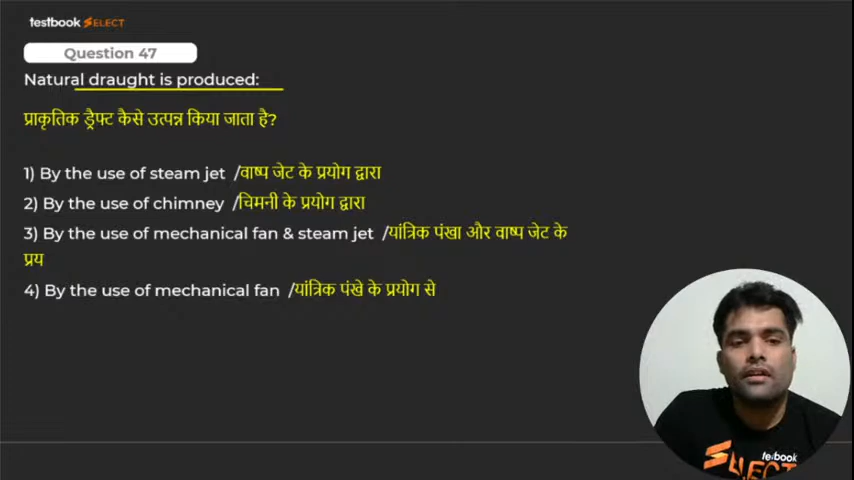 testbook SELECT
Question 47
Natural draught is produced:
प्राकृतिक ड्रैफ्ट कैसे उत्पन्न किया जाता है?
1) By the use of steam jet /वाष्प जेट के प्रयोग द्वारा
2) By the use of chimney /चिमनी के प्रयोग द्वारा
3) By the use of mechanical fan & steam jet /यांत्रिक पंखा और वाष्प जेट के
प्रय
4) By the use of mechanical fan /यांत्रिक पंखे के प्रयोग से
testbook
SELECT